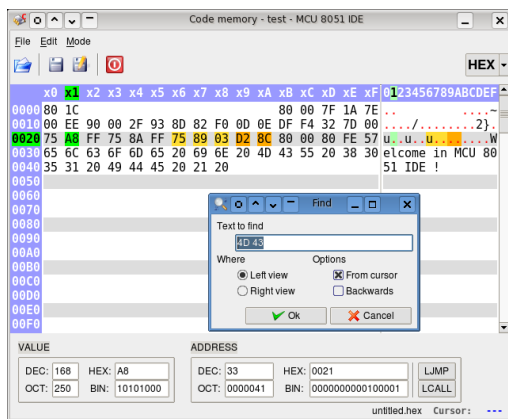 Code memory - test - MCU 8051 IDE
File Edit Mode
HEX
x0 x1 x2 x3 x4 x5 x6 x7 x8 x9 xA xB xC xD xE xF 0123456789ABCDEF
0000 80 1C 80 00 7F 1A 7E .. ....~
0010 00 EE 90 00 2F 93 8D 82 F0 0D 0E DF F4 32 7D 00 ..../........2}.
0020 75 A8 FF 75 8A FF 75 89 03 D2 8C 80 00 80 FE 57 u..u..u........W
0030 65 6C 63 6F 6D 65 20 69 6E 20 4D 43 55 20 38 30 elcome in MCU 80
0040 35 31 20 49 44 45 20 21 20 51 IDE !
0050
0060
0070
0080
0090
00A0
00B0
00C0
00D0
00E0
00F0
Find
Text to find
4D 43
Where Options
Left view From cursor
Right view Backwards
Ok Cancel
VALUE ADDRESS
DEC: 168 HEX: A8 DEC: 33 HEX: 0021 LJMP
OCT: 250 BIN: 10101000 OCT: 0000041 BIN: 0000000000100001 LCALL
untitled.hex Cursor: ---